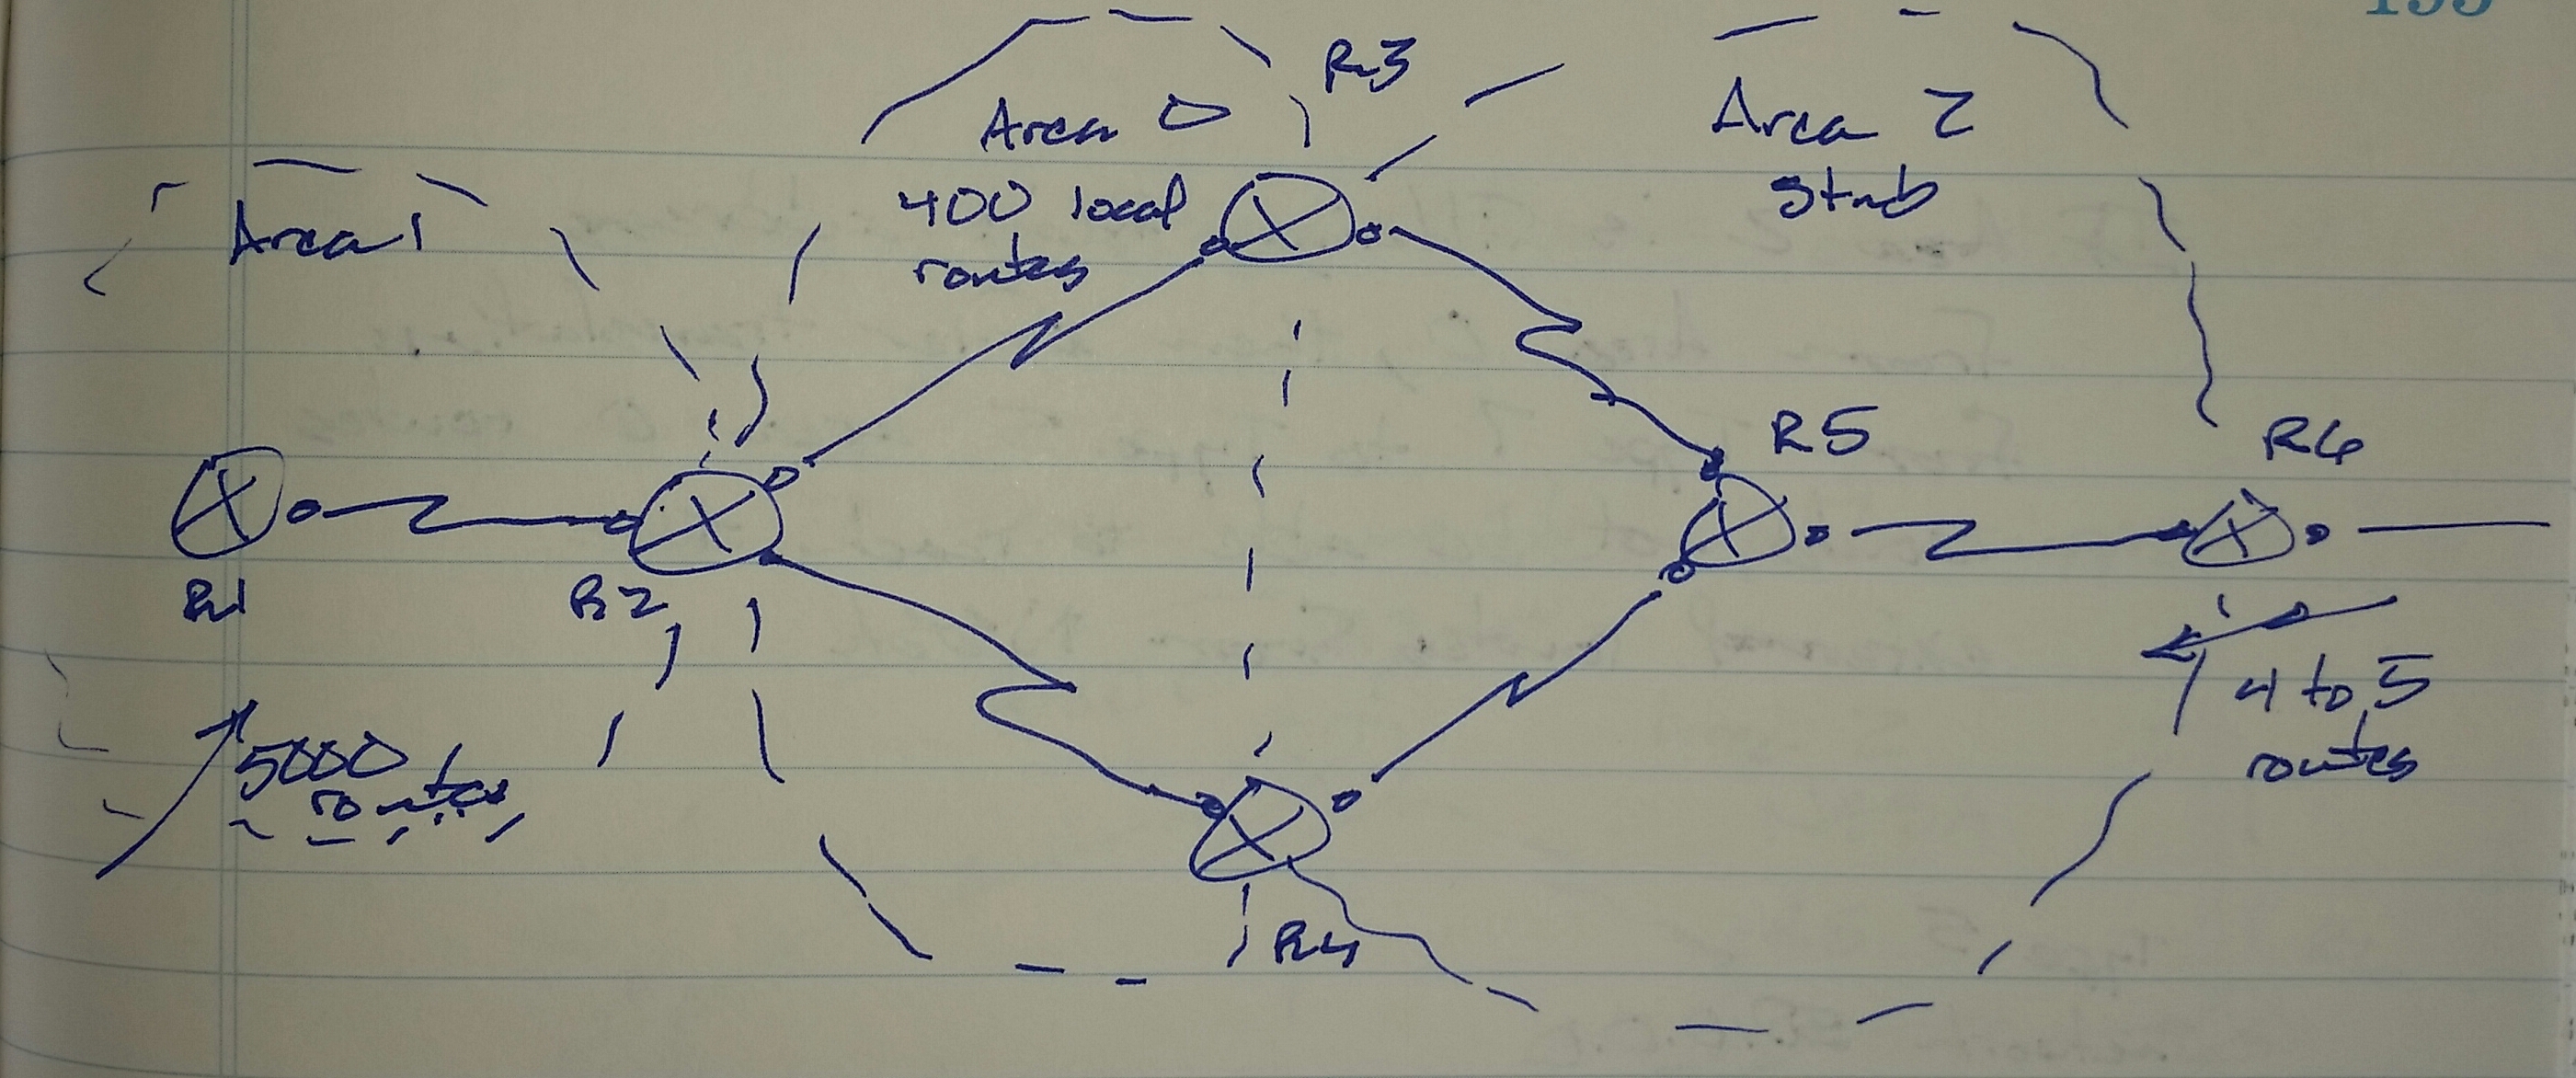 R3
Area 0
400 local
routes
Area 2
stub
Area 1
R5
R6
R1
R2
5000
routes
4 to 5
routes
R4